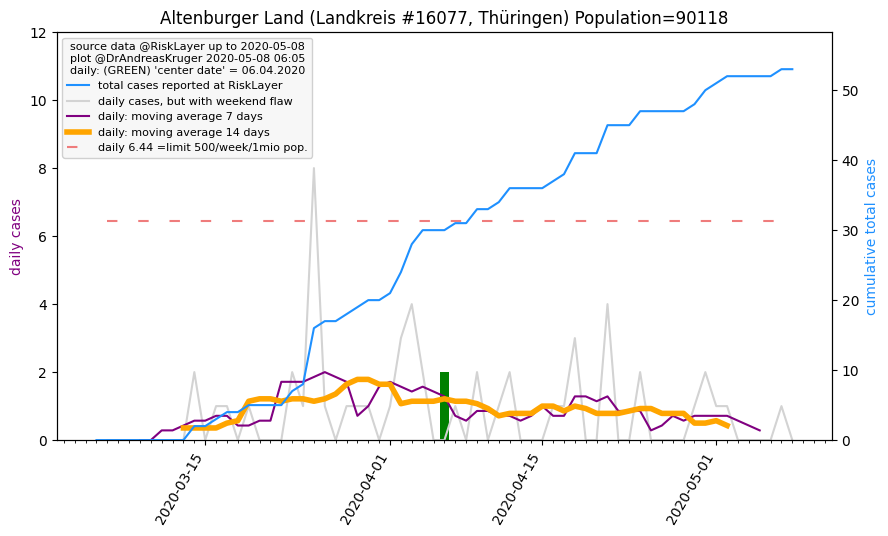 Altenburger Land (Landkreis #16077, Thüringen) Population=90118
source data @RiskLayer up to 2020-05-08
plot @DrAndreasKruger 2020-05-08 06:05
daily: (GREEN) 'center date' = 06.04.2020
total cases reported at RiskLayer
daily cases, but with weekend flaw
daily: moving average 7 days
daily: moving average 14 days
daily 6.44 =limit 500/week/1mio pop.
daily cases
12
10
8
6
4
2
0
cumulative total cases
50
40
30
20
10
0
2020-03-15
2020-04-01
2020-04-15
2020-05-01